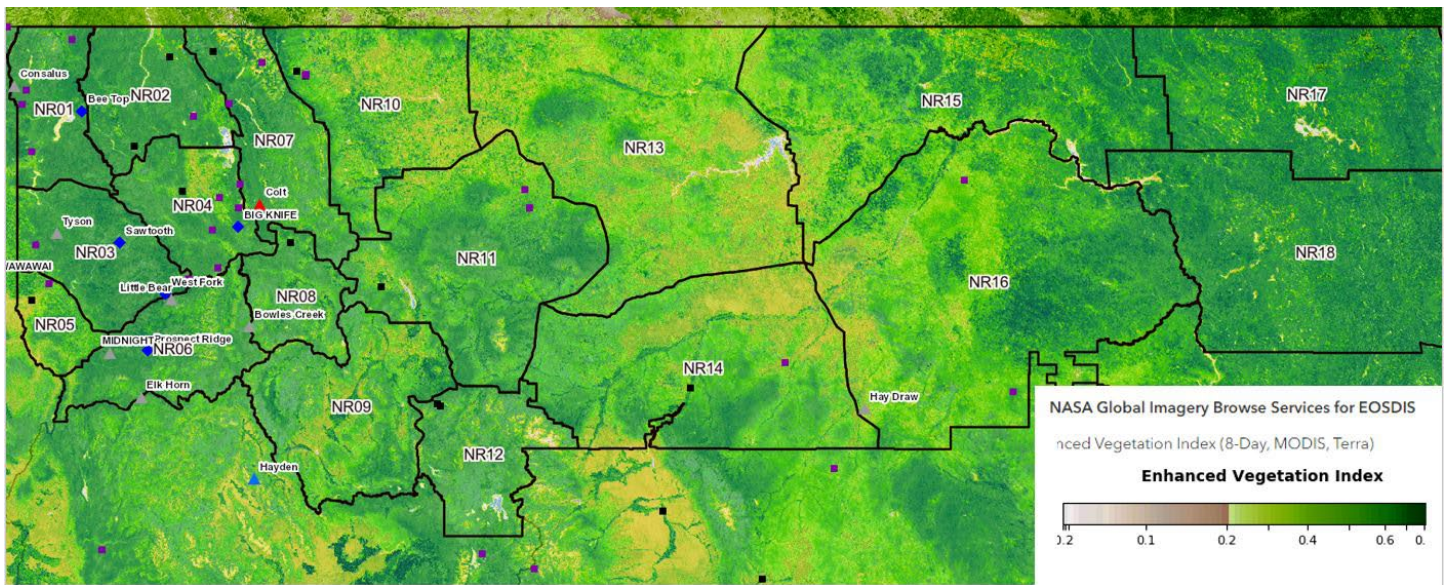 Consalus
NR01
Bee Top
NR02
NR07
NR10
NR13
NR15
NR17
NR04
Colt
BIG KNIFE
Tyson
Sawtooth
NR03
NR11
NR18
NR16
West Fork
Little Bear
NR08
NR05
Bowles Creek
MIDNIGHT
Prospect Ridge
NR06
NR14
Elk Horn
NR09
Hay Draw
NR12
Hayden
NASA Global Imagery Browse Services for EOSDIS
nced Vegetation Index (8-Day, MODIS, Terra)
Enhanced Vegetation Index
0.1 0.2 0.4 0.6